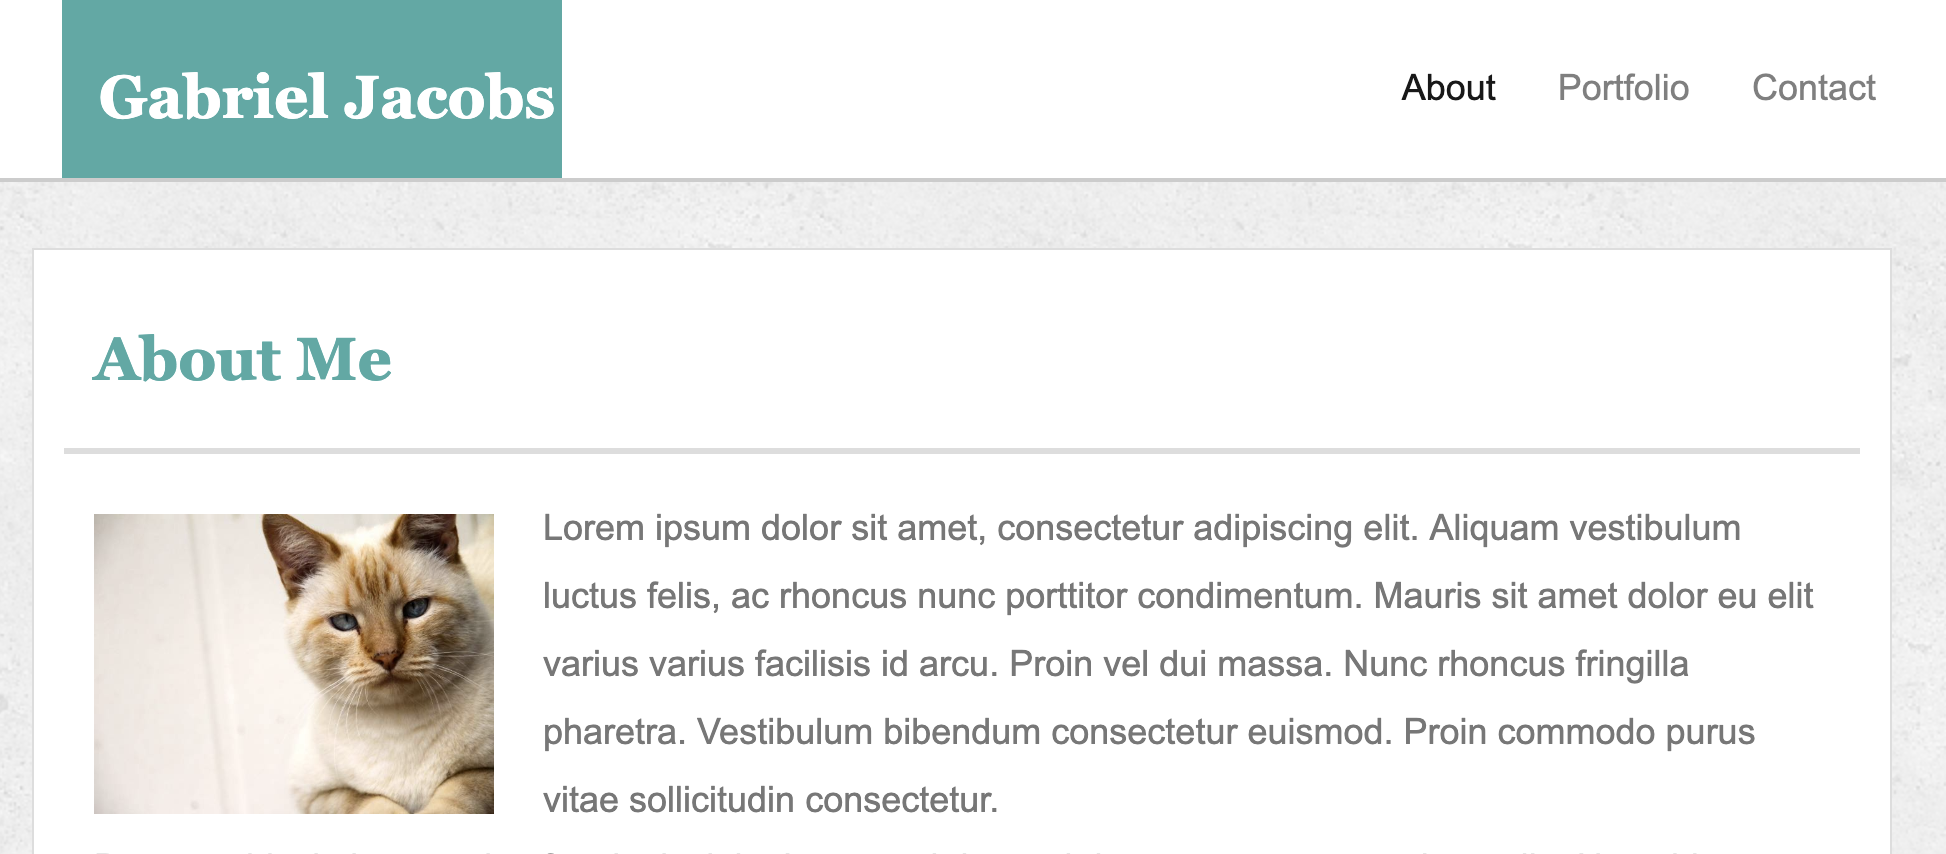 Gabriel Jacobs
About Portfolio Contact
About Me
Lorem ipsum dolor sit amet, consectetur adipiscing elit. Aliquam vestibulum
luctus felis, ac rhoncus nunc porttitor condimentum. Mauris sit amet dolor eu elit
varius varius facilisis id arcu. Proin vel dui massa. Nunc rhoncus fringilla
pharetra. Vestibulum bibendum consectetur euismod. Proin commodo purus
vitae sollicitudin consectetur.